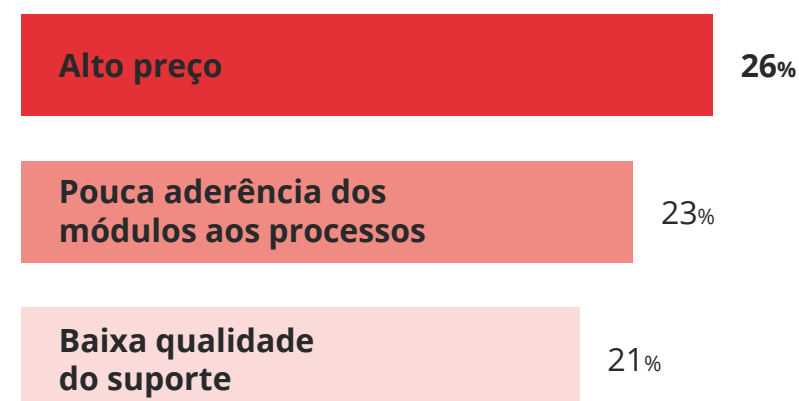 Alto preço 26%
Pouca aderência dos
módulos aos processos 23%
Baixa qualidade
do suporte 21%